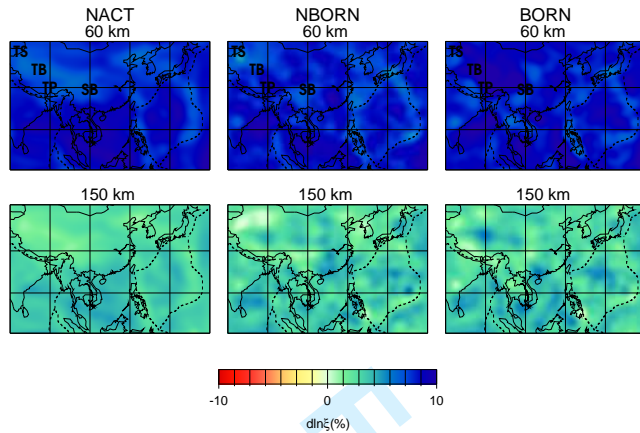 NACT NBORN BORN
60 km 60 km 60 km
TS TS TS
TB TB TB
TP SB TP SB TP SB
150 km 150 km 150 km
-10 0 10
dlnξ(%)